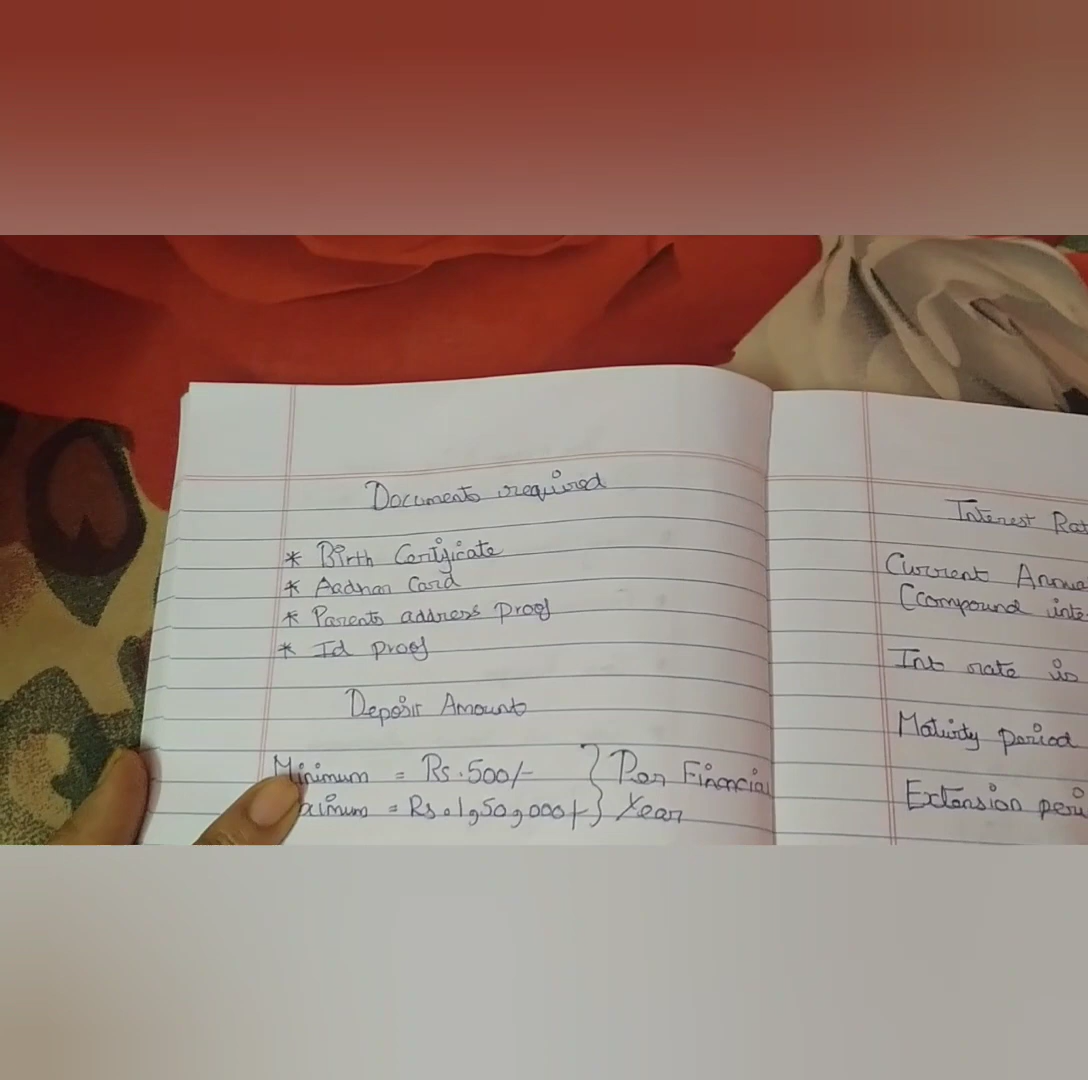 Documents required
* Birth Certificate
* Aadhar Card
* Parents address proof
* Id proof
Deposit Amount
Minimum = Rs.500/- } Per Financial
aximum = Rs.1,50,000/- } Year
Interest Rat
Current Annua
(Compound inte
Int rate is
Maturity period
Extension peri